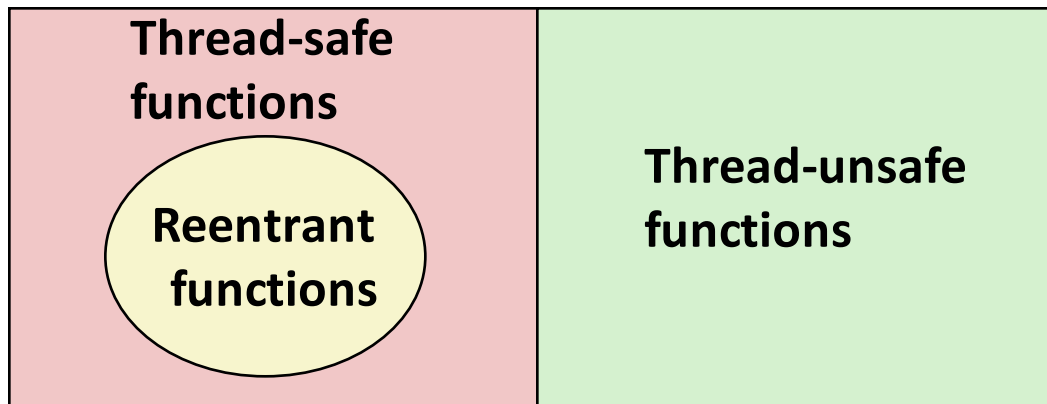 Thread-safe
functions
Reentrant
functions
Thread-unsafe
functions